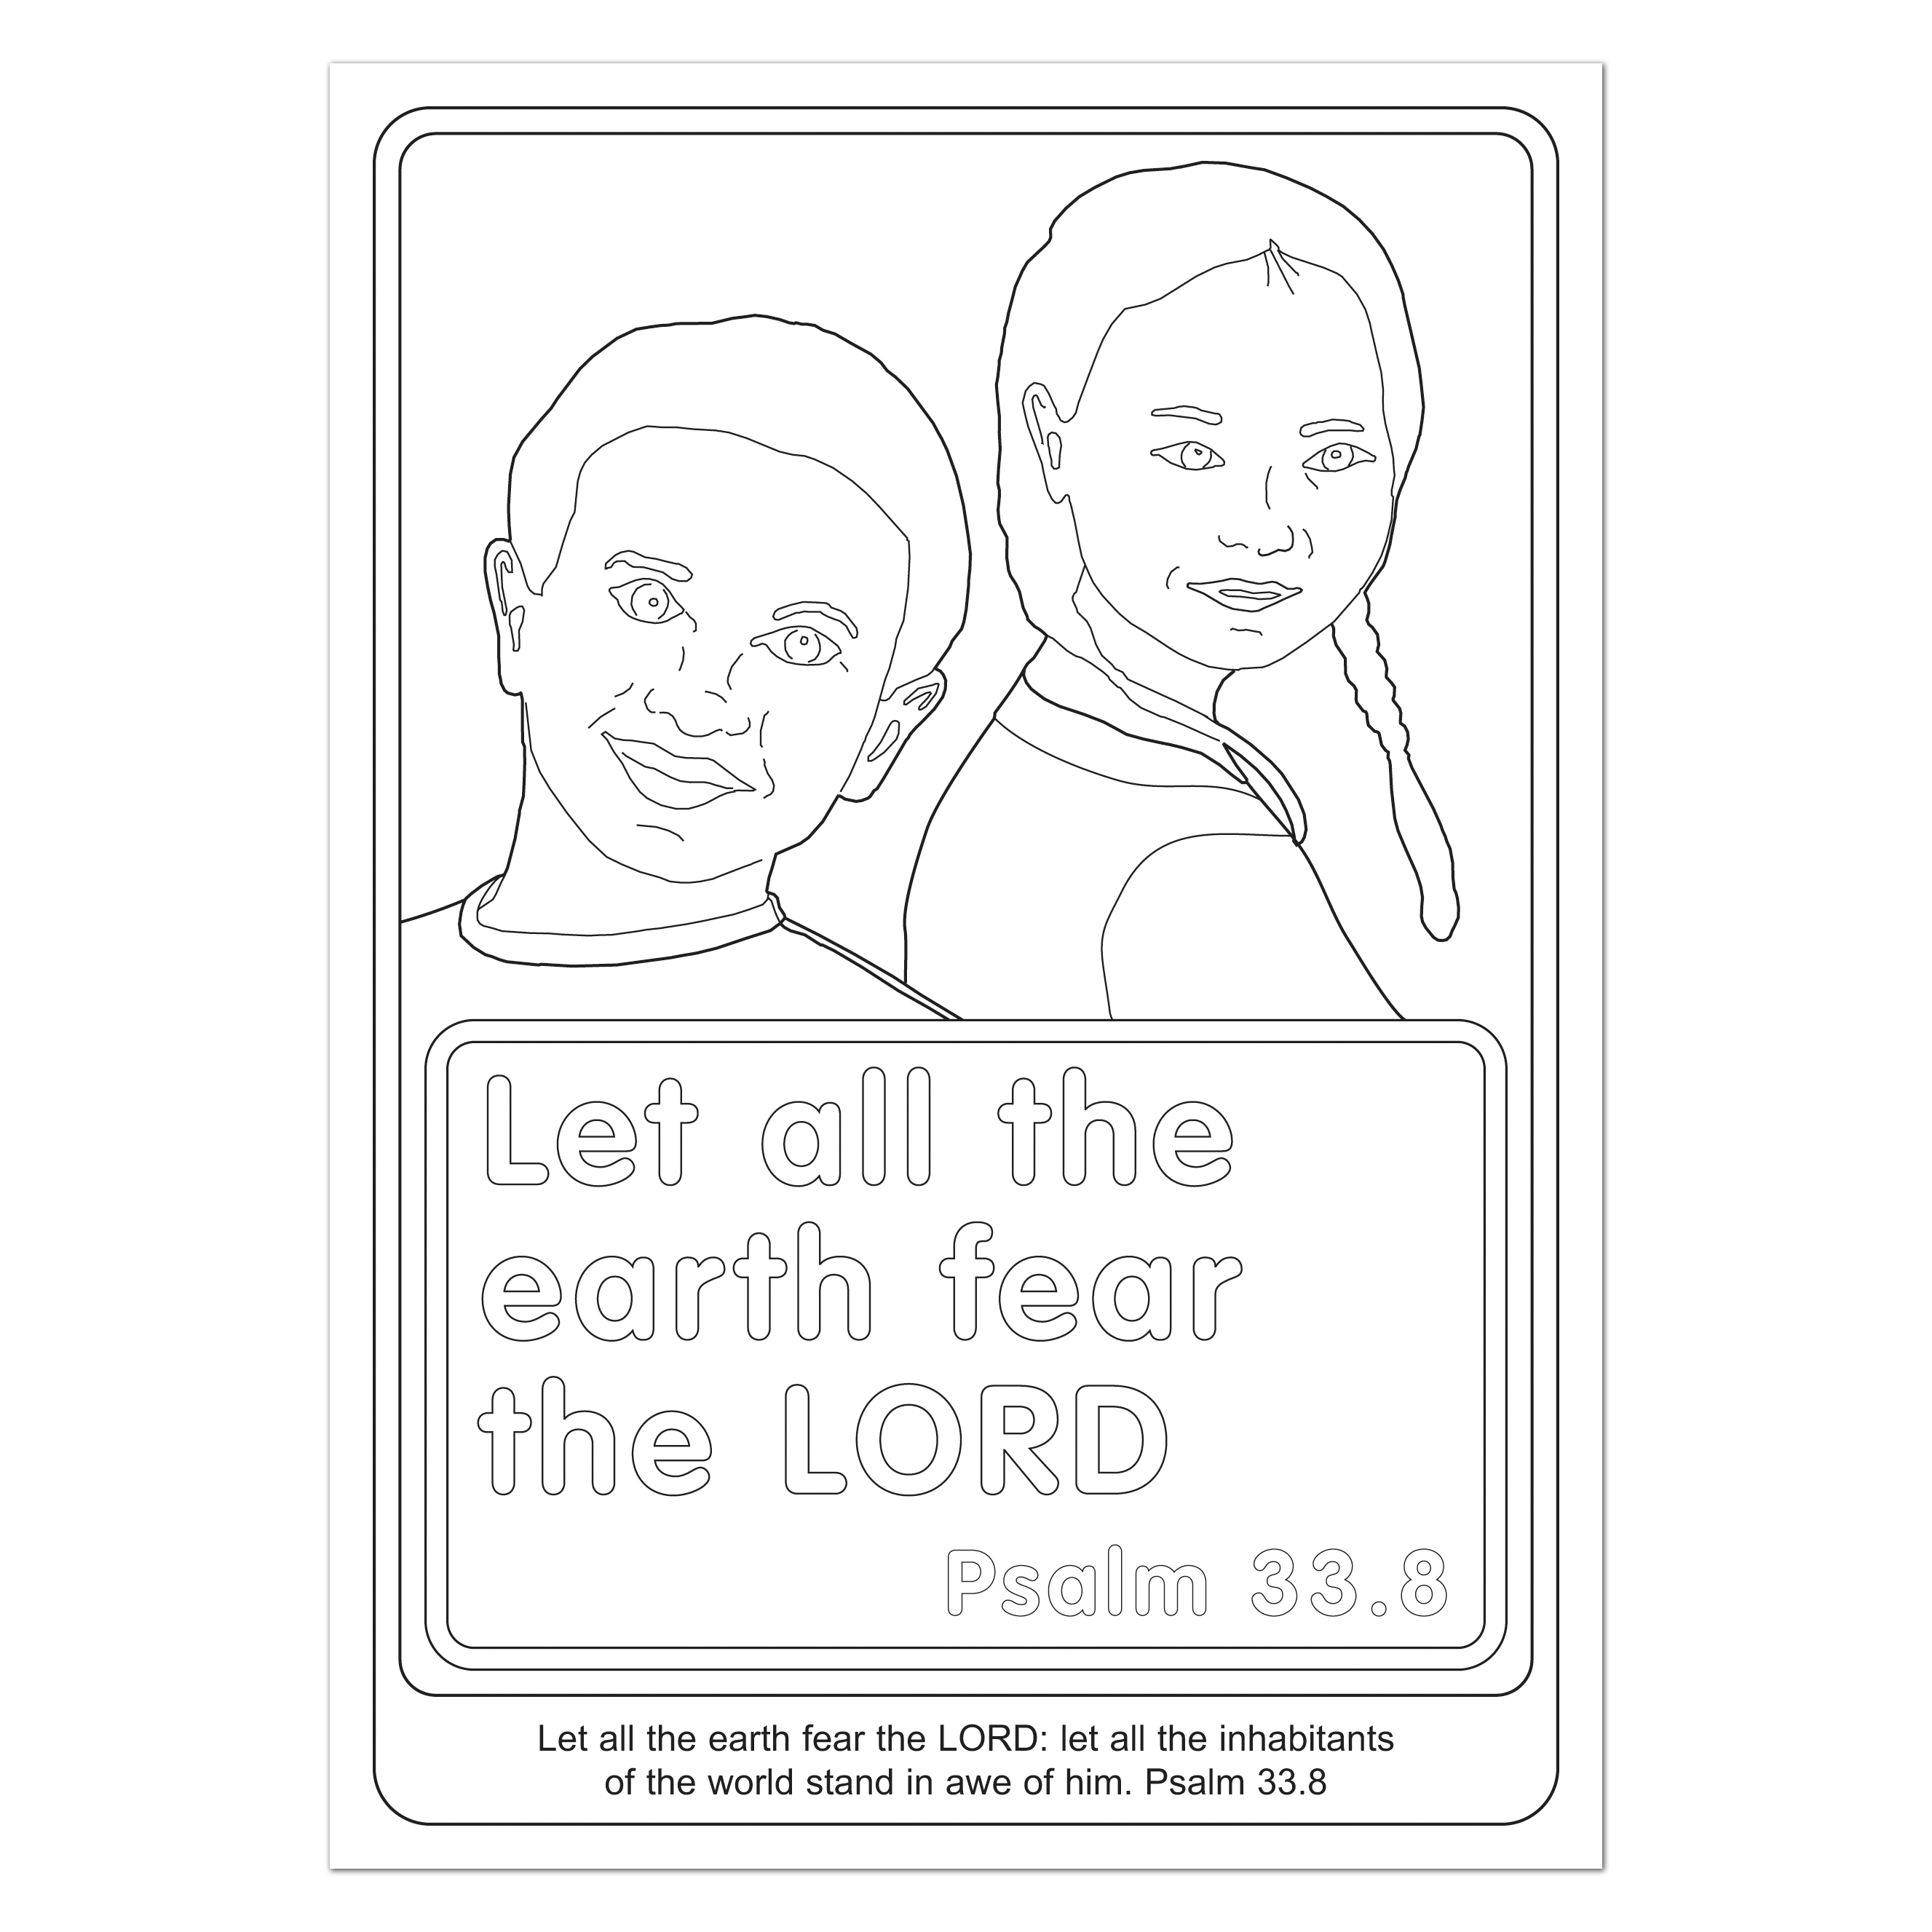 Let all the
earth fear
the LORD
Psalm 33.8
Let all the earth fear the LORD: let all the inhabitants
of the world stand in awe of him. Psalm 33.8